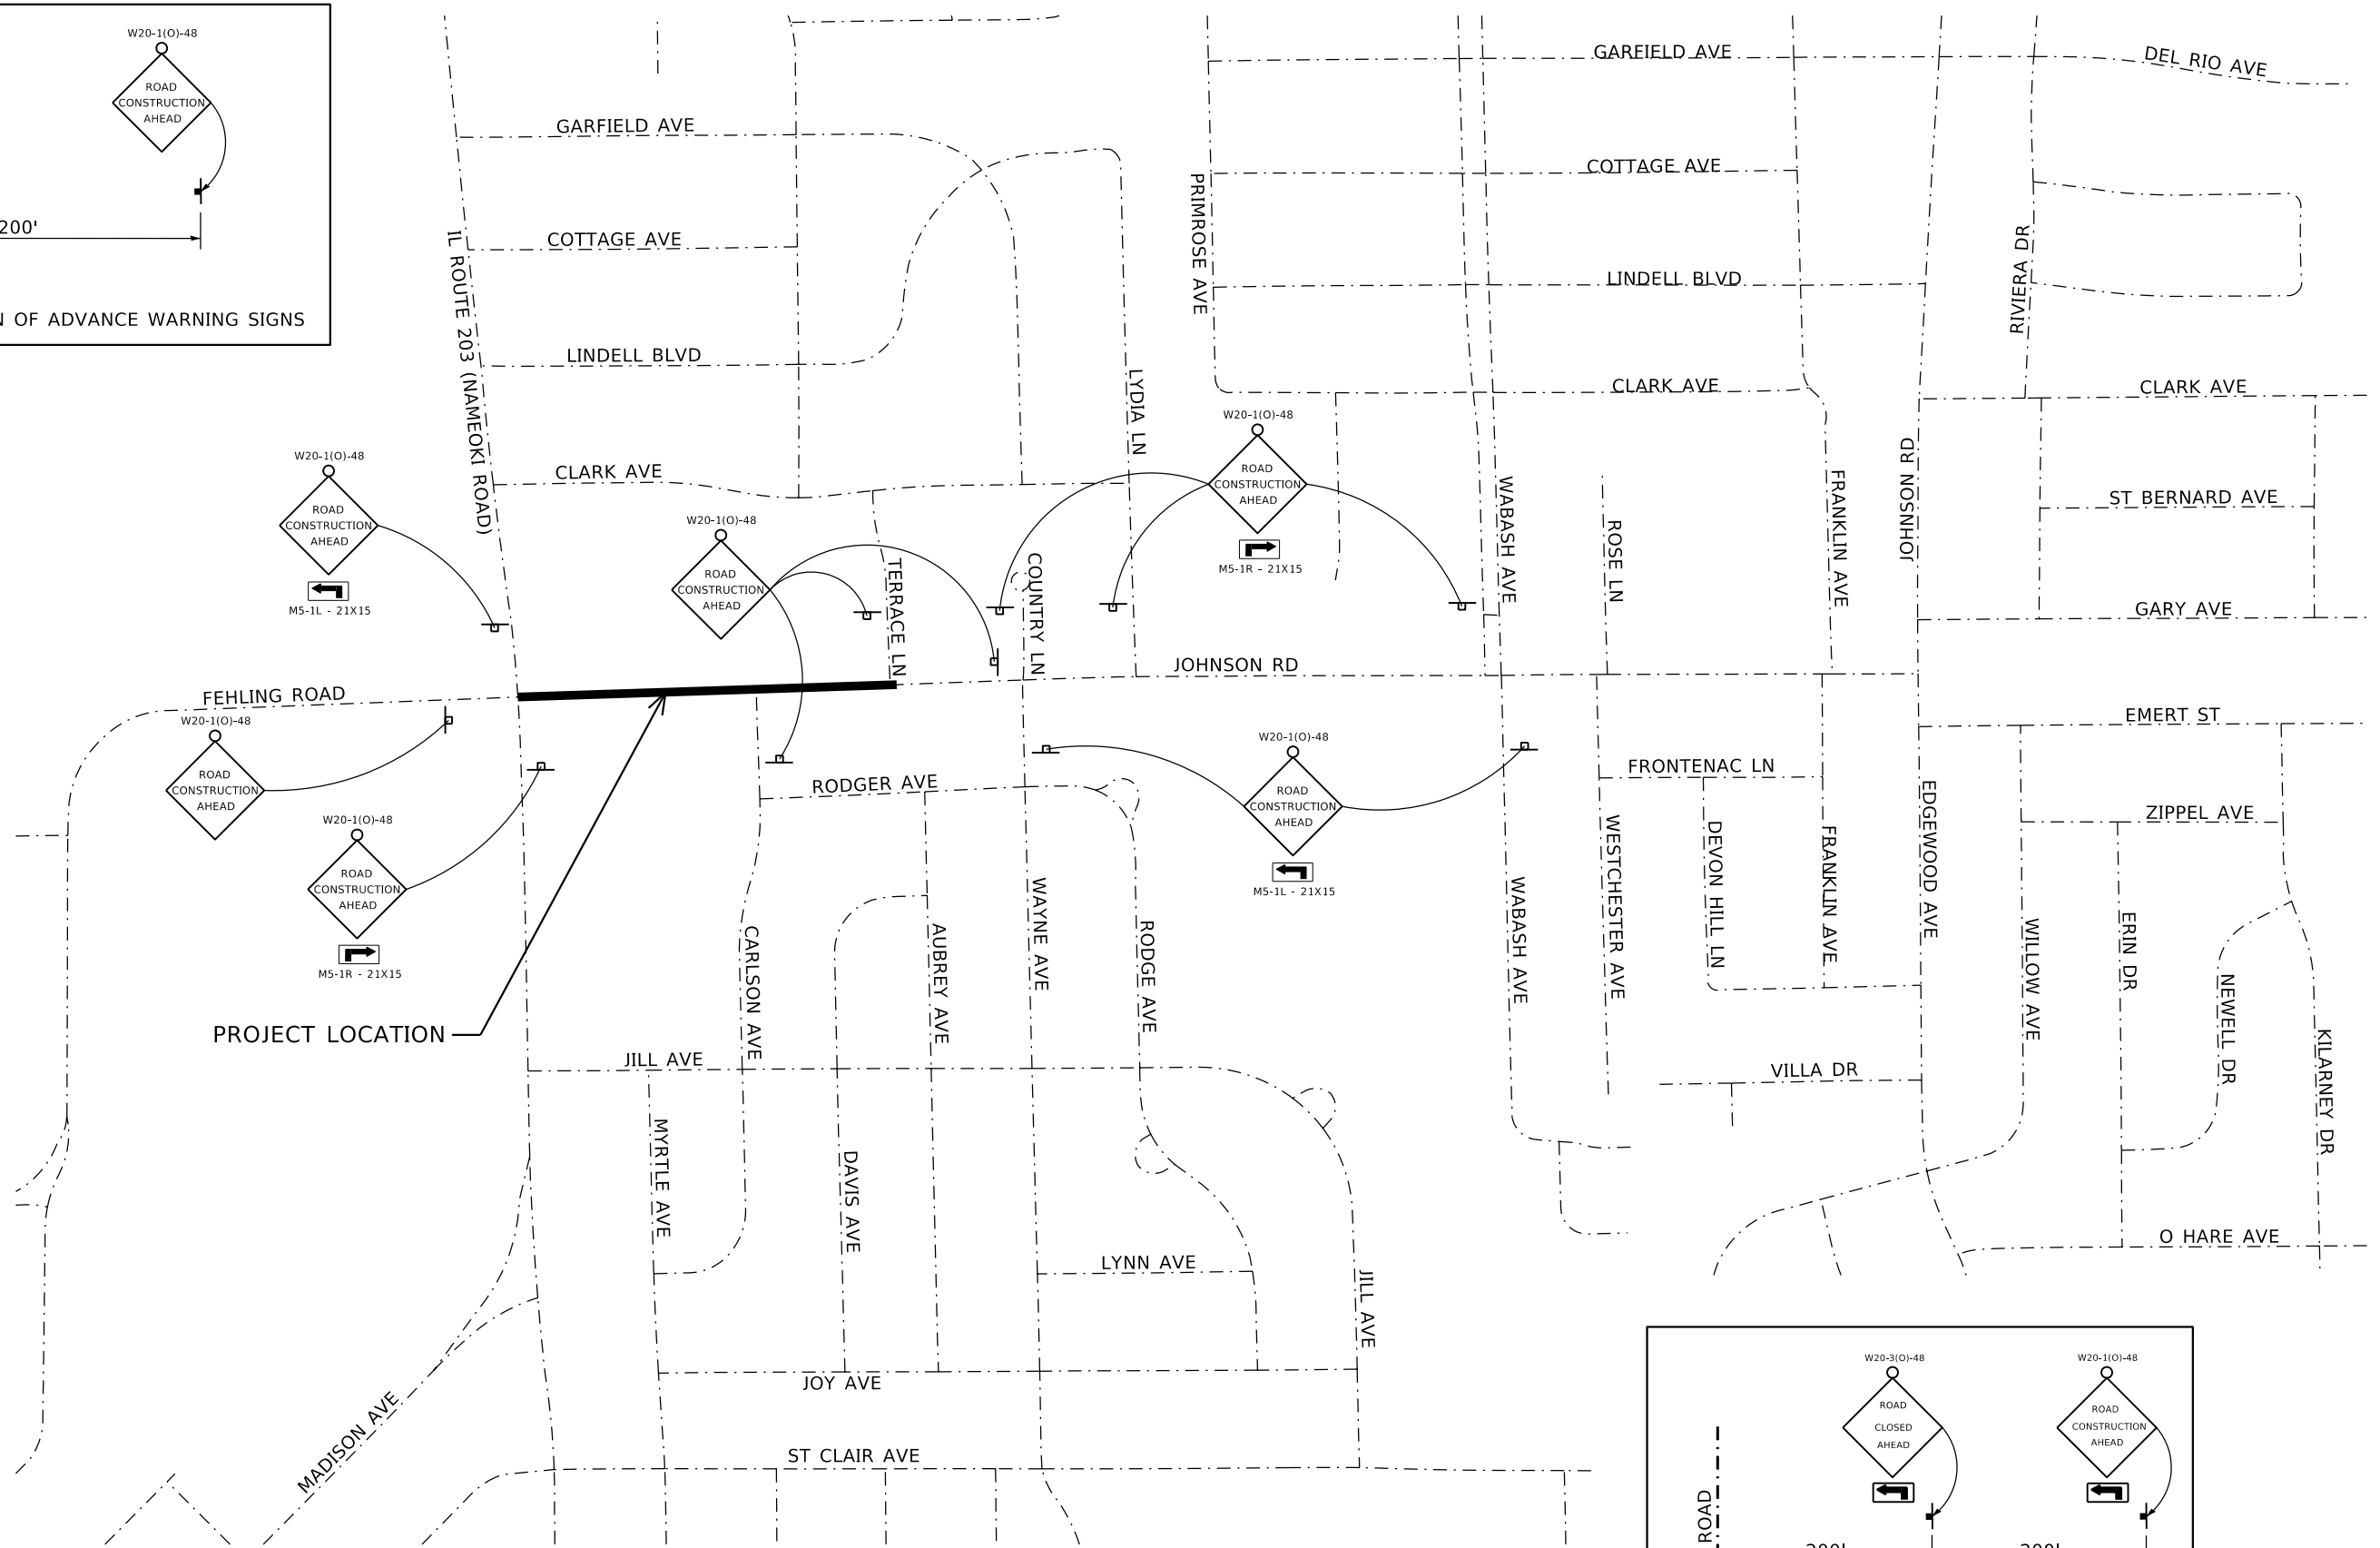 W20-1(O)-48
ROAD
CONSTRUCTION
AHEAD
200'
OF ADVANCE WARNING SIGNS
GARFIELD AVE
DEL RIO AVE
GARFIELD AVE
COTTAGE AVE
PRIMROSE AVE
COTTAGE AVE
IL ROUTE 203 (NAMEOKI ROAD)
RIVIERA DR
LINDELL BLVD
LINDELL BLVD
LYDIA LN
CLARK AVE
CLARK AVE
W20-1(O)-48
ROAD
CONSTRUCTION
AHEAD
M5-1R - 21X15
W20-1(O)-48
ROAD
CONSTRUCTION
AHEAD
M5-1L - 21X15
CLARK AVE
JOHNSON RD
WABASH AVE
FRANKLIN AVE
ST BERNARD AVE
W20-1(O)-48
ROAD
CONSTRUCTION
AHEAD
TERRACE LN
COUNTRY LN
ROSE LN
GARY AVE
JOHNSON RD
FEHLING ROAD
W20-1(O)-48
ROAD
CONSTRUCTION
AHEAD
EMERT ST
W20-1(O)-48
ROAD
CONSTRUCTION
AHEAD
M5-1L - 21X15
RODGER AVE
FRONTENAC LN
ZIPPEL AVE
W20-1(O)-48
ROAD
CONSTRUCTION
AHEAD
M5-1R - 21X15
PROJECT LOCATION
CARLSON AVE
AUBREY AVE
WAYNE AVE
RODGE AVE
WABASH AVE
WESTCHESTER AVE
DEVON HILL LN
FRANKLIN AVE
EDGEWOOD AVE
WILLOW AVE
ERIN DR
NEWELL DR
KILARNEY DR
JILL AVE
VILLA DR
MYRTLE AVE
DAVIS AVE
LYNN AVE
JILL AVE
O HARE AVE
JOY AVE
MADISON AVE
ST CLAIR AVE
W20-3(O)-48
ROAD
CLOSED
AHEAD
W20-1(O)-48
ROAD
CONSTRUCTION
AHEAD
ROAD
200'
200'